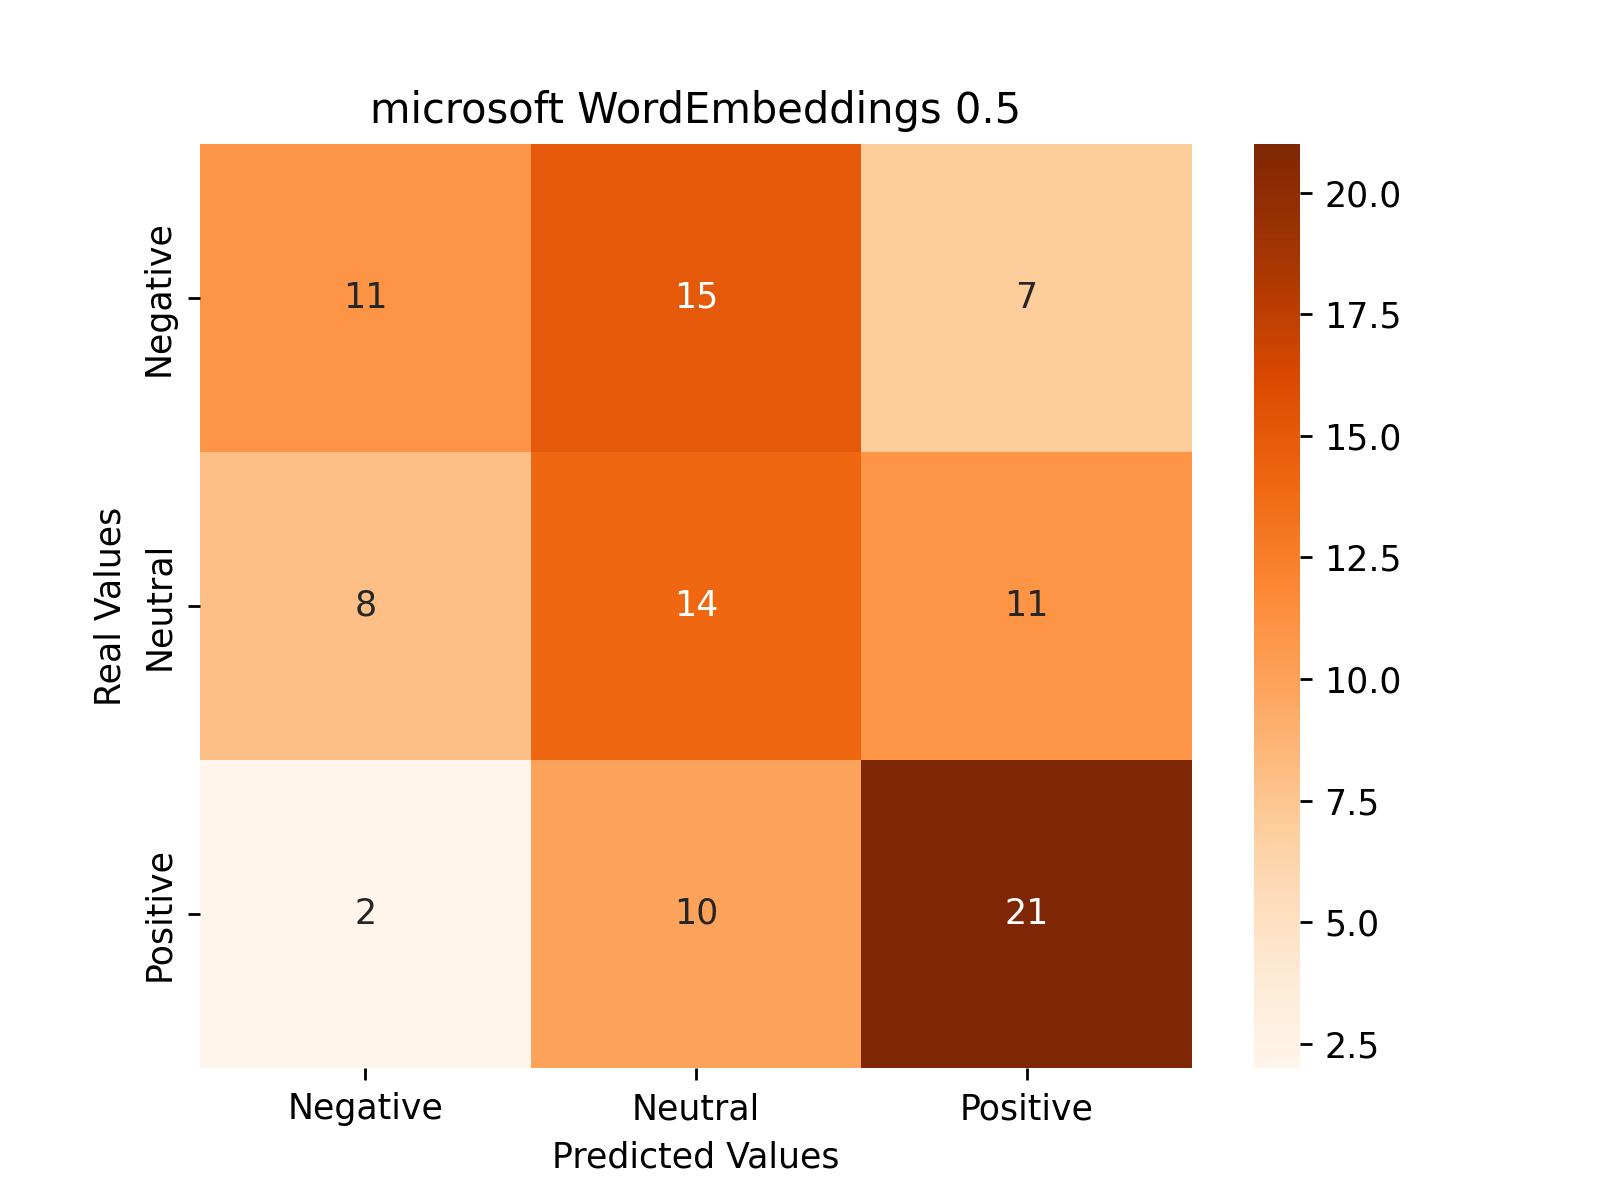 microsoft WordEmbeddings 0.5
Real Values
Negative
11
15
7
Neutral
8
14
11
Positive
2
10
21
Negative
Neutral
Positive
Predicted Values
20.0
17.5
15.0
12.5
10.0
7.5
5.0
2.5